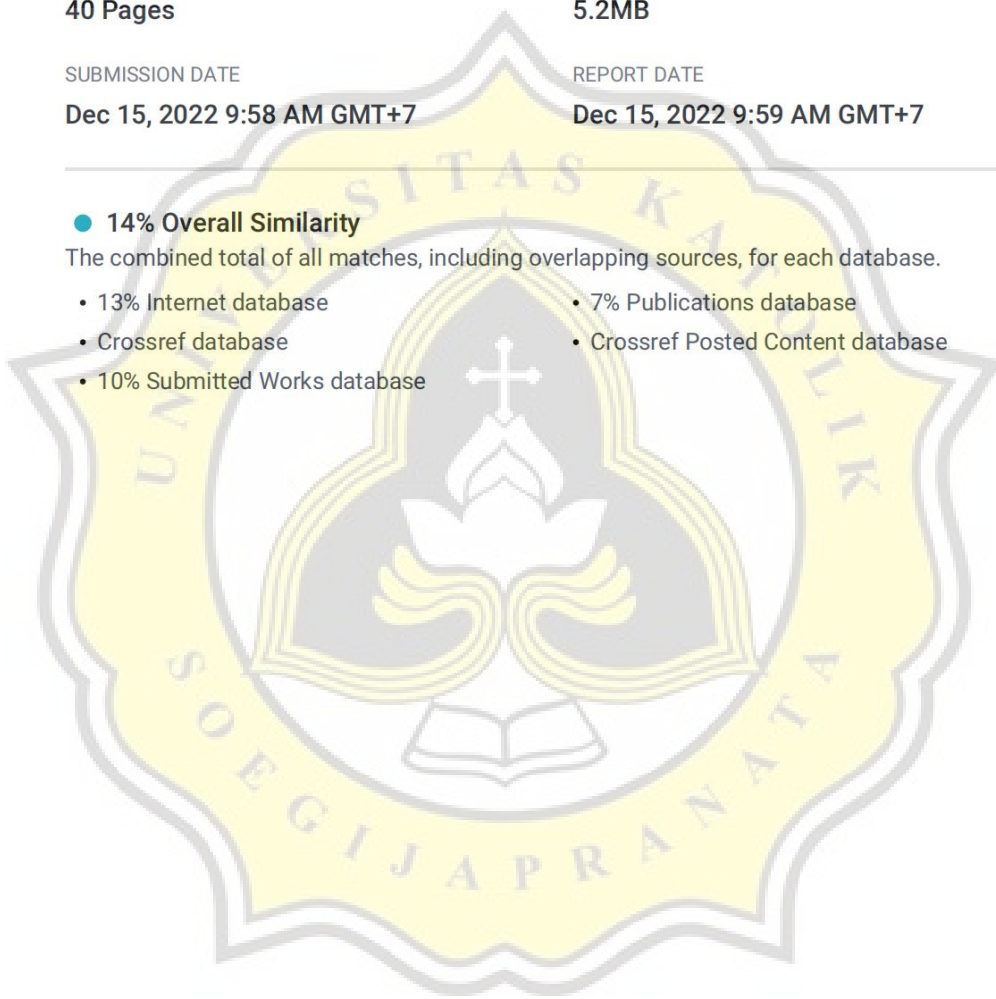 40 Pages
5.2MB
SUBMISSION DATE
REPORT DATE
Dec 15, 2022 9:58 AM GMT+7
Dec 15, 2022 9:59 AM GMT+7
14% Overall Similarity
The combined total of all matches, including overlapping sources, for each database.
• 13% Internet database
• 7% Publications database
• Crossref database
• Crossref Posted Content database
• 10% Submitted Works database
UNIVERSITAS KATOLIK
SOEGIJAPRANATA